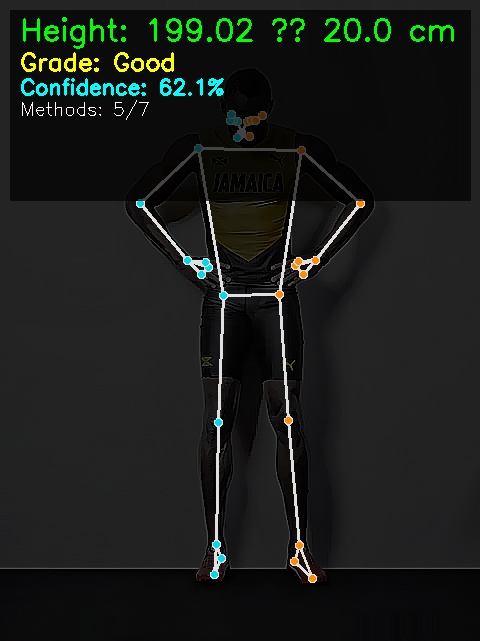 Height: 199.02 ?? 20.0 cm
Grade: Good
Confidence: 62.1%
Methods: 5/7
JAMAICA